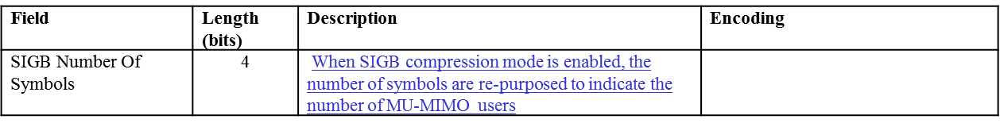 Field Length (bits) Description Encoding
SIGB Number Of Symbols 4 When SIGB compression mode is enabled, the
number of symbols are re-purposed to indicate the
number of MU-MIMO users